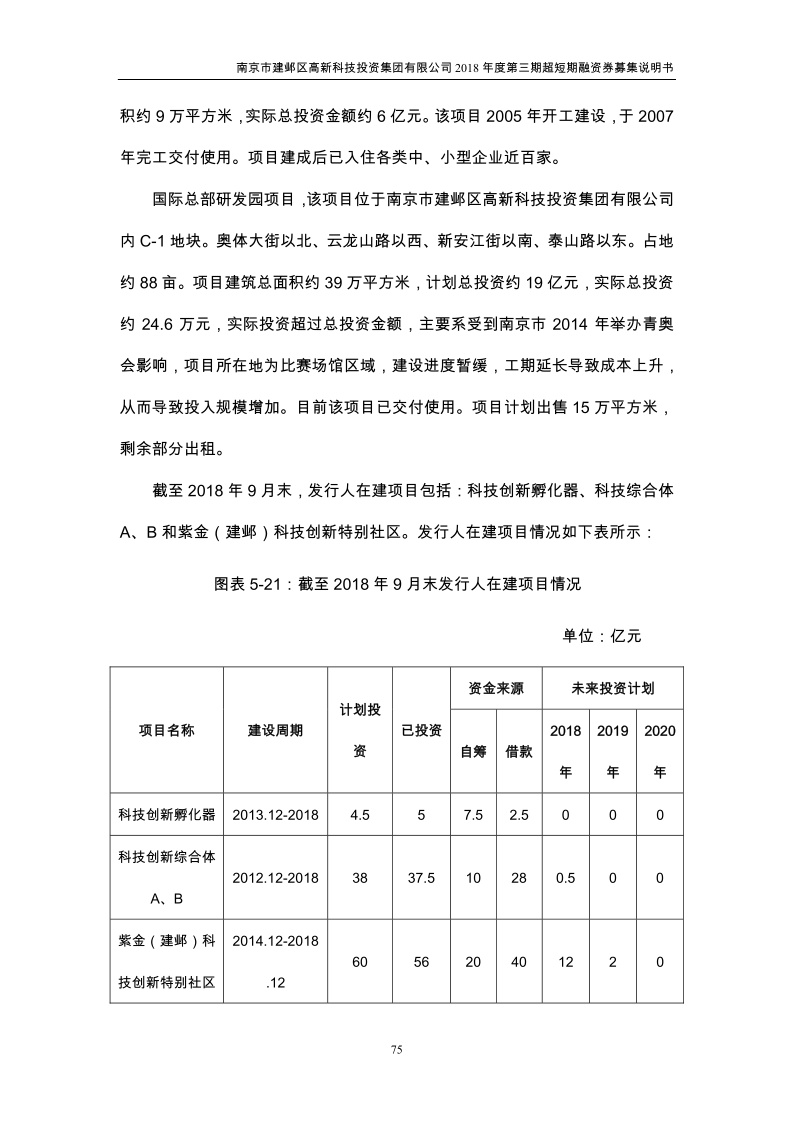 南京市建邺区高新科技投资集团有限公司 2018 年度第三期超短期融资券募集说明书
积约 9 万平方米，实际总投资金额约 6 亿元。该项目 2005 年开工建设，于 2007
年完工交付使用。项目建成后已入住各类中、小型企业近百家。
国际总部研发园项目，该项目位于南京市建邺区高新科技投资集团有限公司
内 C-1 地块。奥体大街以北、云龙山路以西、新安江街以南、泰山路以东。占地
约 88 亩。项目建筑总面积约 39 万平方米，计划总投资约 19 亿元，实际总投资
约 24.6 万元，实际投资超过总投资金额，主要系受到南京市 2014 年举办青奥
会影响，项目所在地为比赛场馆区域，建设进度暂缓，工期延长导致成本上升，
从而导致投入规模增加。目前该项目已交付使用。项目计划出售 15 万平方米，
剩余部分出租。
截至 2018 年 9 月末，发行人在建项目包括：科技创新孵化器、科技综合体
A、B 和紫金（建邺）科技创新特别社区。发行人在建项目情况如下表所示：
图表 5-21：截至 2018 年 9 月末发行人在建项目情况
单位：亿元
项目名称 建设周期 计划投资 已投资 资金来源 未来投资计划
自筹 借款 2018年 2019年 2020年
科技创新孵化器 2013.12-2018 4.5 5 7.5 2.5 0 0 0
科技创新综合体
A、B 2012.12-2018 38 37.5 10 28 0.5 0 0
紫金（建邺）科 2014.12-2018
技创新特别社区 .12 60 56 20 40 12 2 0
75